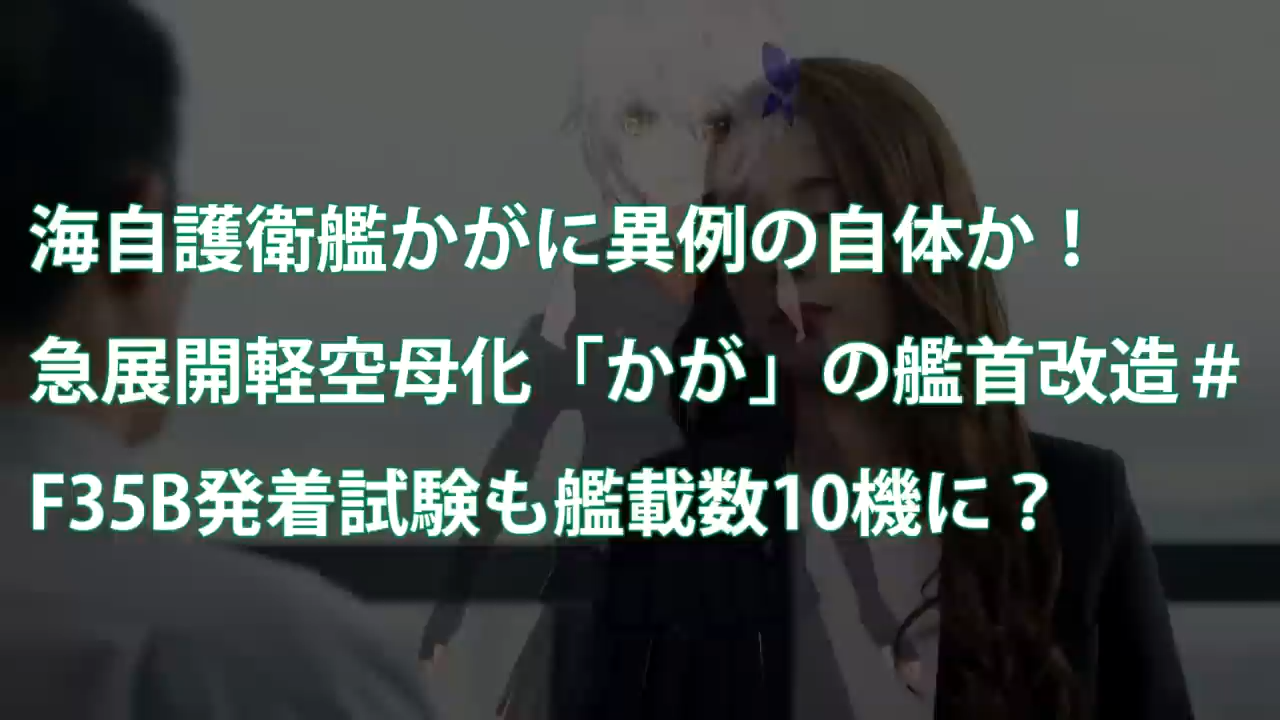 海自護衛艦かがに異例の自体か！
急展開軽空母化「かが」の艦首改造＃
F35B発着試験も艦載数10機に？